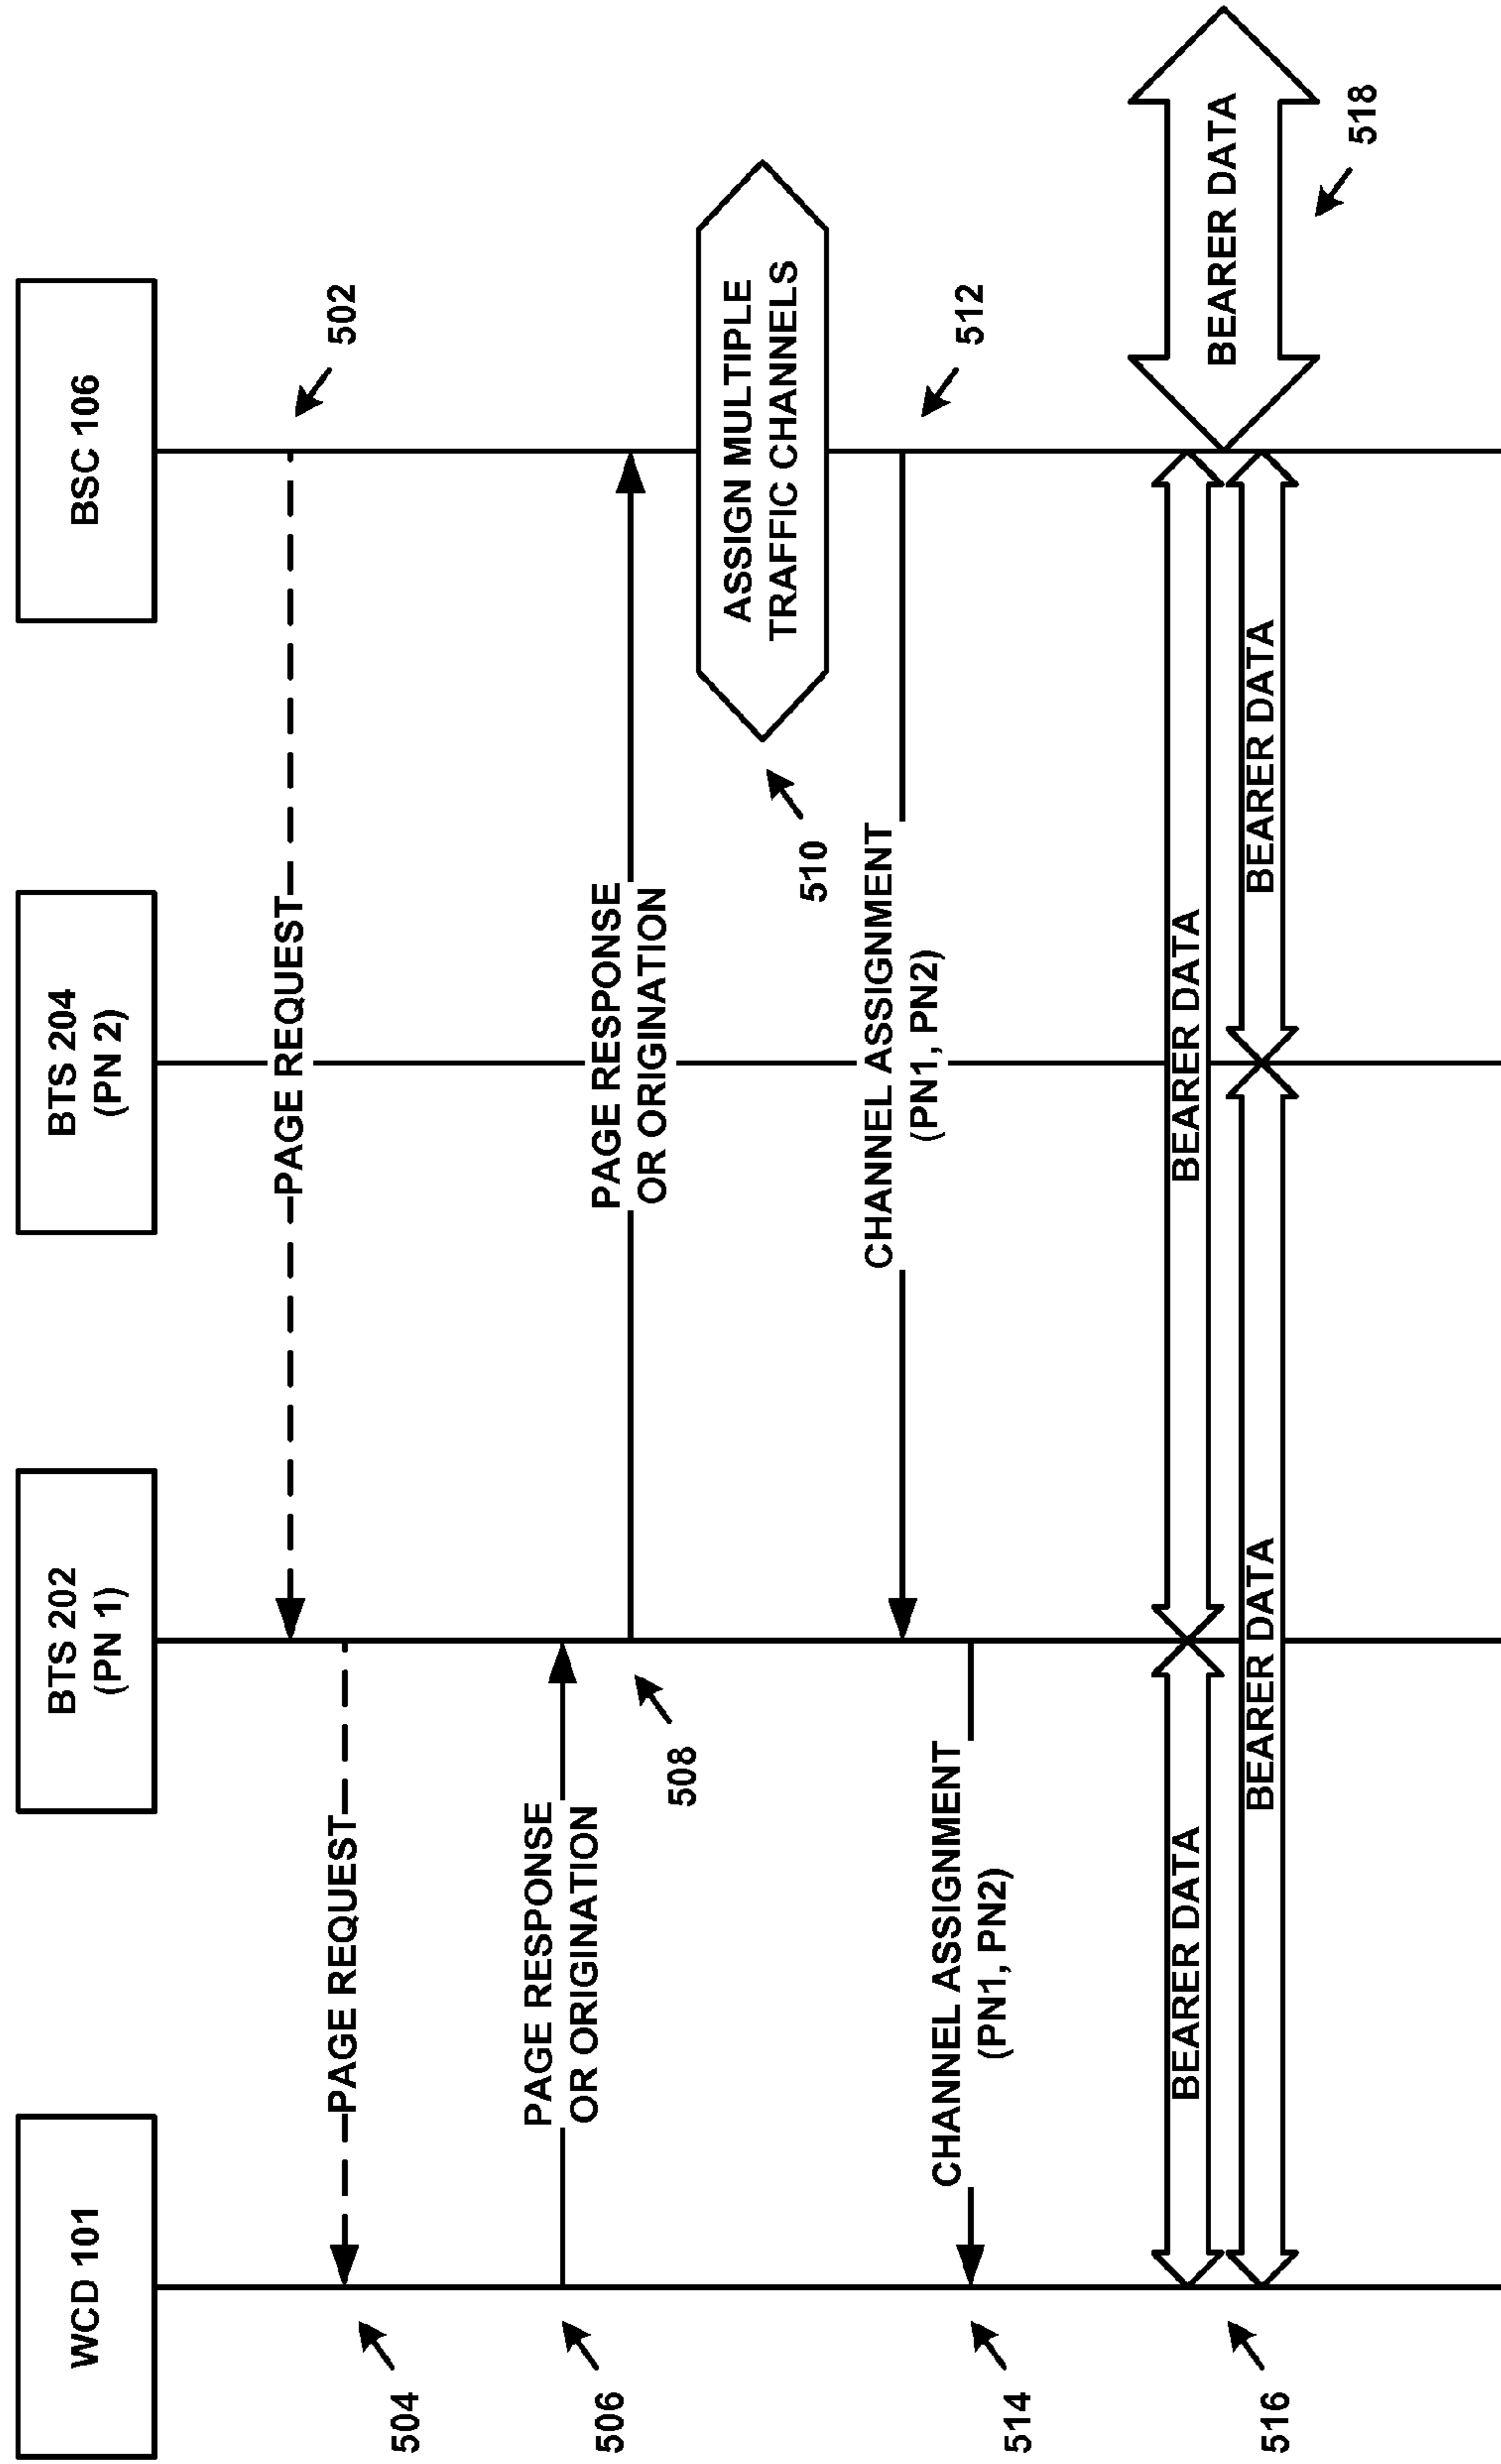 WCD 101
BTS 202
(PN 1)
BTS 204
(PN 2)
BSC 106
PAGE REQUEST
502
504
PAGE REQUEST
506
PAGE RESPONSE
OR ORIGINATION
508
PAGE RESPONSE
OR ORIGINATION
510
ASSIGN MULTIPLE
TRAFFIC CHANNELS
CHANNEL ASSIGNMENT
(PN1, PN2)
512
514
CHANNEL ASSIGNMENT
(PN1, PN2)
BEARER DATA
BEARER DATA
BEARER DATA
516
BEARER DATA
BEARER DATA
518